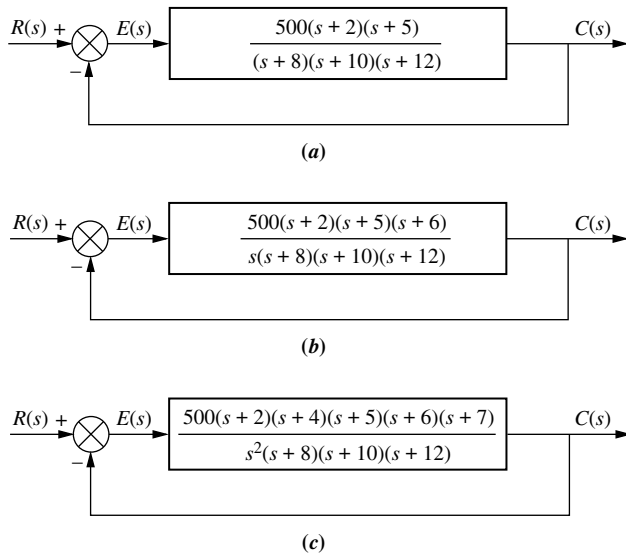 R(s) + E(s) 500(s + 2)(s + 5) C(s)
(s + 8)(s + 10)(s + 12)
−
(a)
R(s) + E(s) 500(s + 2)(s + 5)(s + 6) C(s)
s(s + 8)(s + 10)(s + 12)
−
(b)
R(s) + E(s) 500(s + 2)(s + 4)(s + 5)(s + 6)(s + 7) C(s)
s²(s + 8)(s + 10)(s + 12)
−
(c)